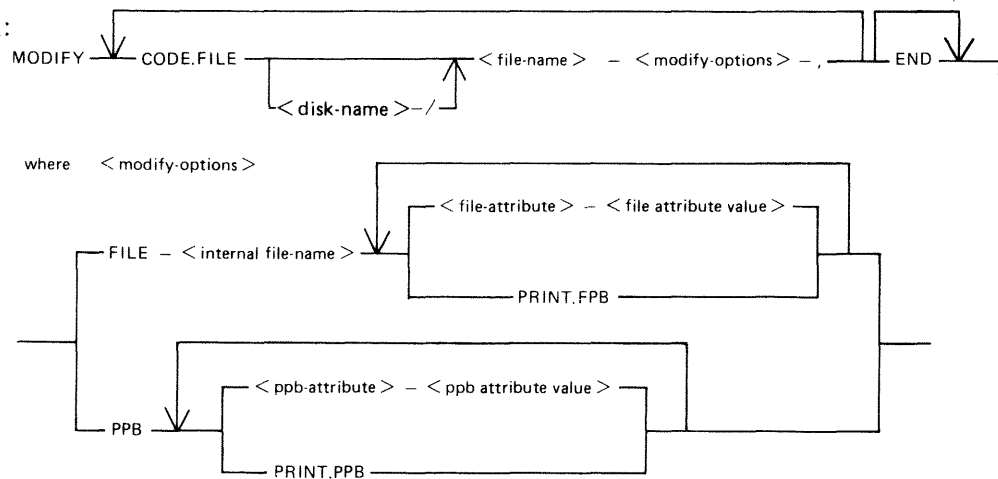 :
MODIFY CODE.FILE <file-name> – <modify-options> – , END
<disk-name>–/
where <modify-options>
<file-attribute> – <file attribute value>
FILE – <internal file-name>
PRINT.FPB
<ppb-attribute> – <ppb attribute value>
PPB
PRINT.PPB